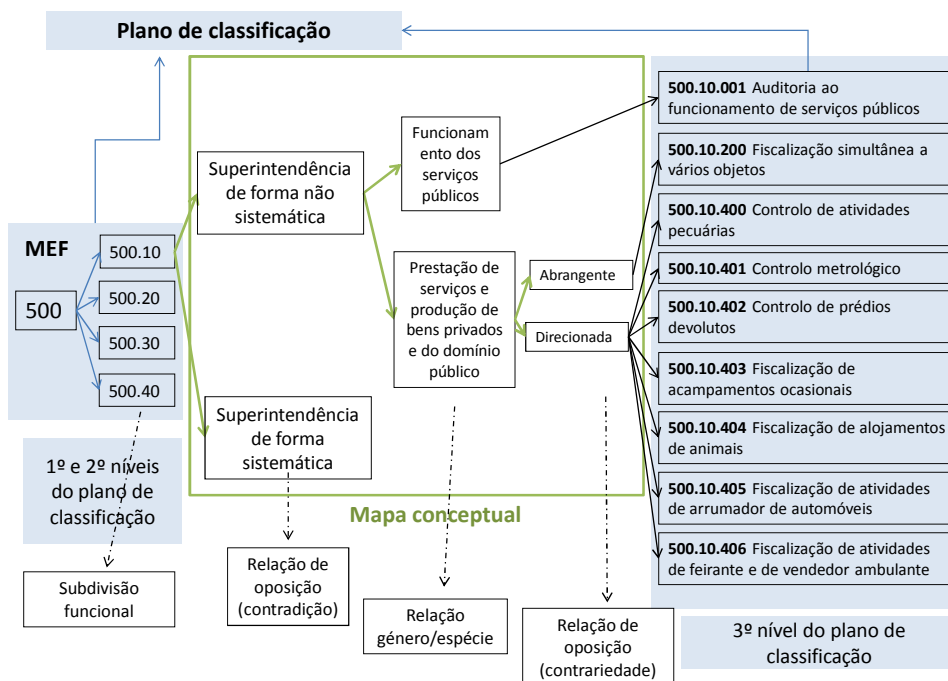 Plano de classificação
MEF
500
500.10
500.20
500.30
500.40
1º e 2º níveis
do plano de
classificação
Subdivisão
funcional
Superintendência
de forma não
sistemática
Superintendência
de forma
sistemática
Funcionam
ento dos
serviços
públicos
Prestação de
serviços e
produção de
bens privados
e do domínio
público
Abrangente
Direcionada
Mapa conceptual
Relação de
oposição
(contradição)
Relação
género/espécie
Relação de
oposição
(contrariedade)
500.10.001 Auditoria ao
funcionamento de serviços públicos
500.10.200 Fiscalização simultânea a
vários objetos
500.10.400 Controlo de atividades
pecuárias
500.10.401 Controlo metrológico
500.10.402 Controlo de prédios
devolutos
500.10.403 Fiscalização de
acampamentos ocasionais
500.10.404 Fiscalização de alojamentos
de animais
500.10.405 Fiscalização de atividades
de arrumador de automóveis
500.10.406 Fiscalização de atividades
de feirante e de vendedor ambulante
3º nível do plano de
classificação